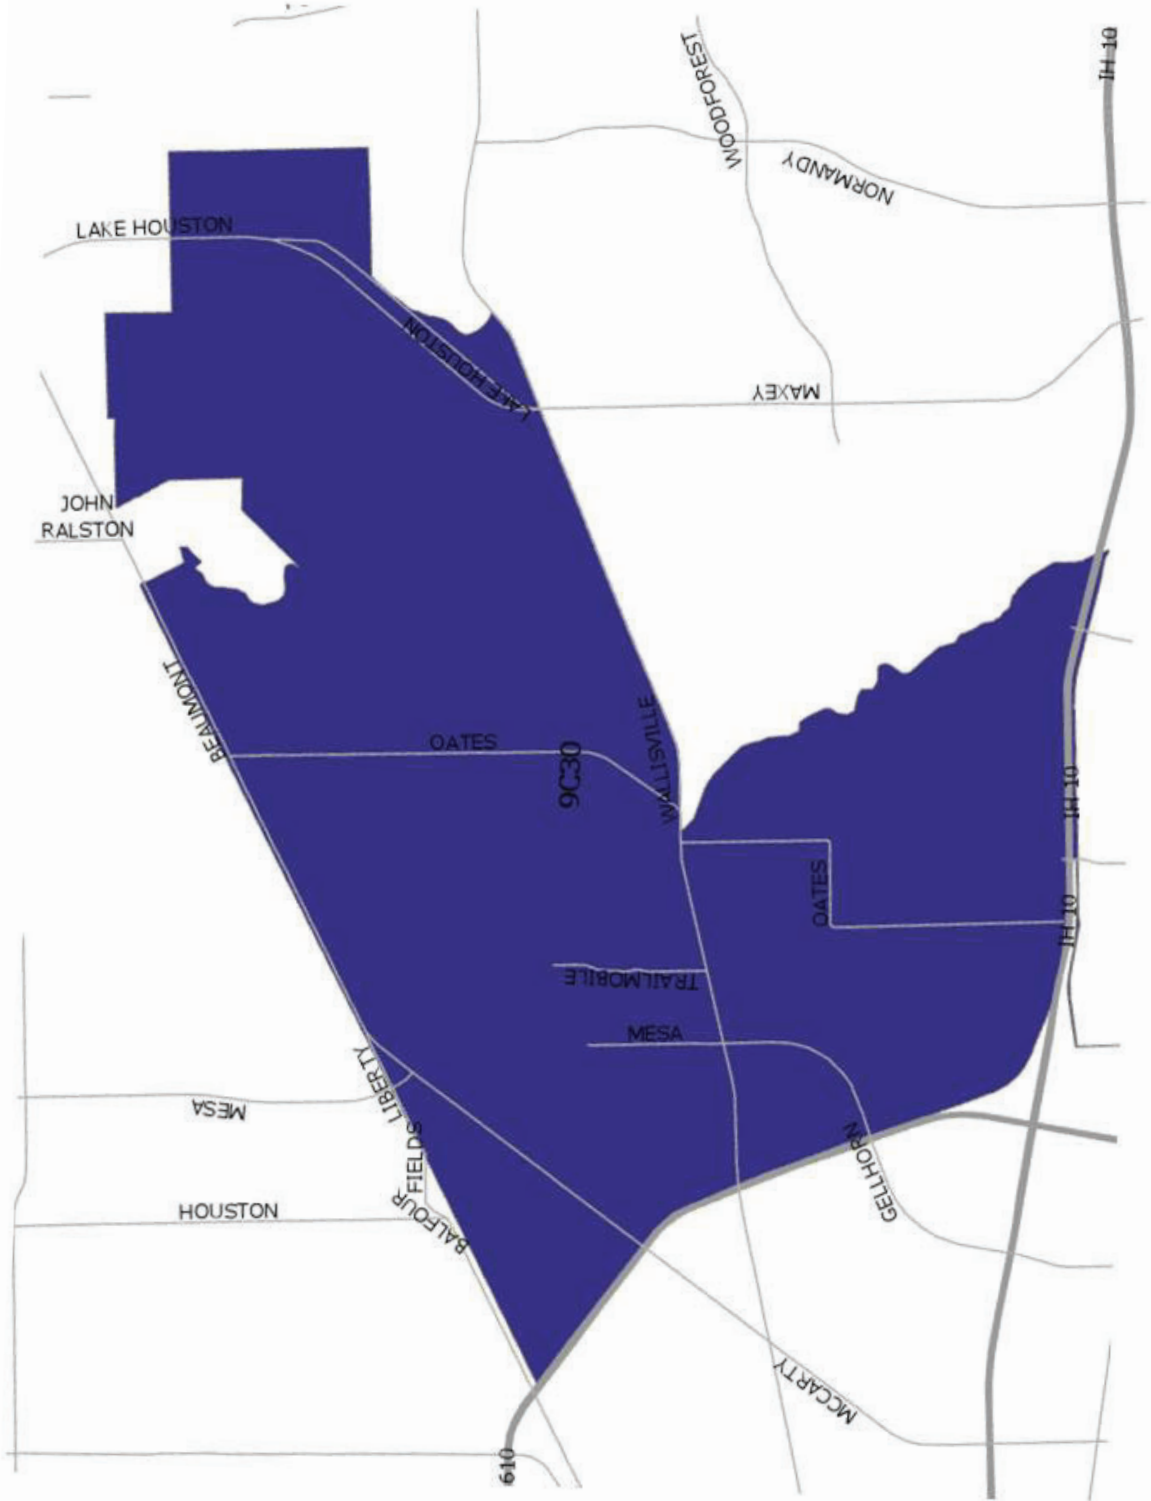 WOODFOREST
IH 10
NORMANDY
LAKE HOUSTON
LAKE HOUSTON
MAXEY
JOHN
RALSTON
BEAUMONT
OATES
9C30
WALLISVILLE
IH 10
OATES
IH 10
TRAILMOBILE
MESA
LIBERTY
MESA
FIELDS
GELLHORN
HOUSTON
BALFOUR
MCCARTY
610